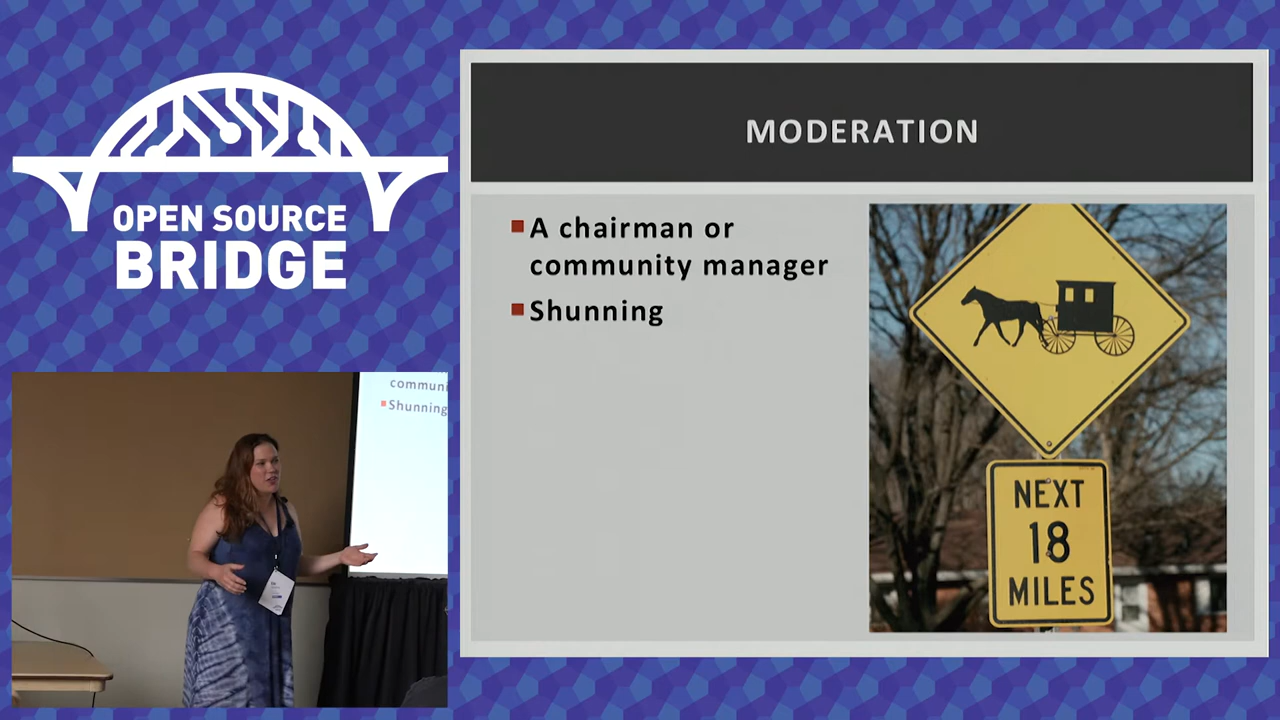 OPEN SOURCE
BRIDGE
MODERATION
A chairman or
community manager
Shunning
NEXT
18
MILES
communi
Shunning